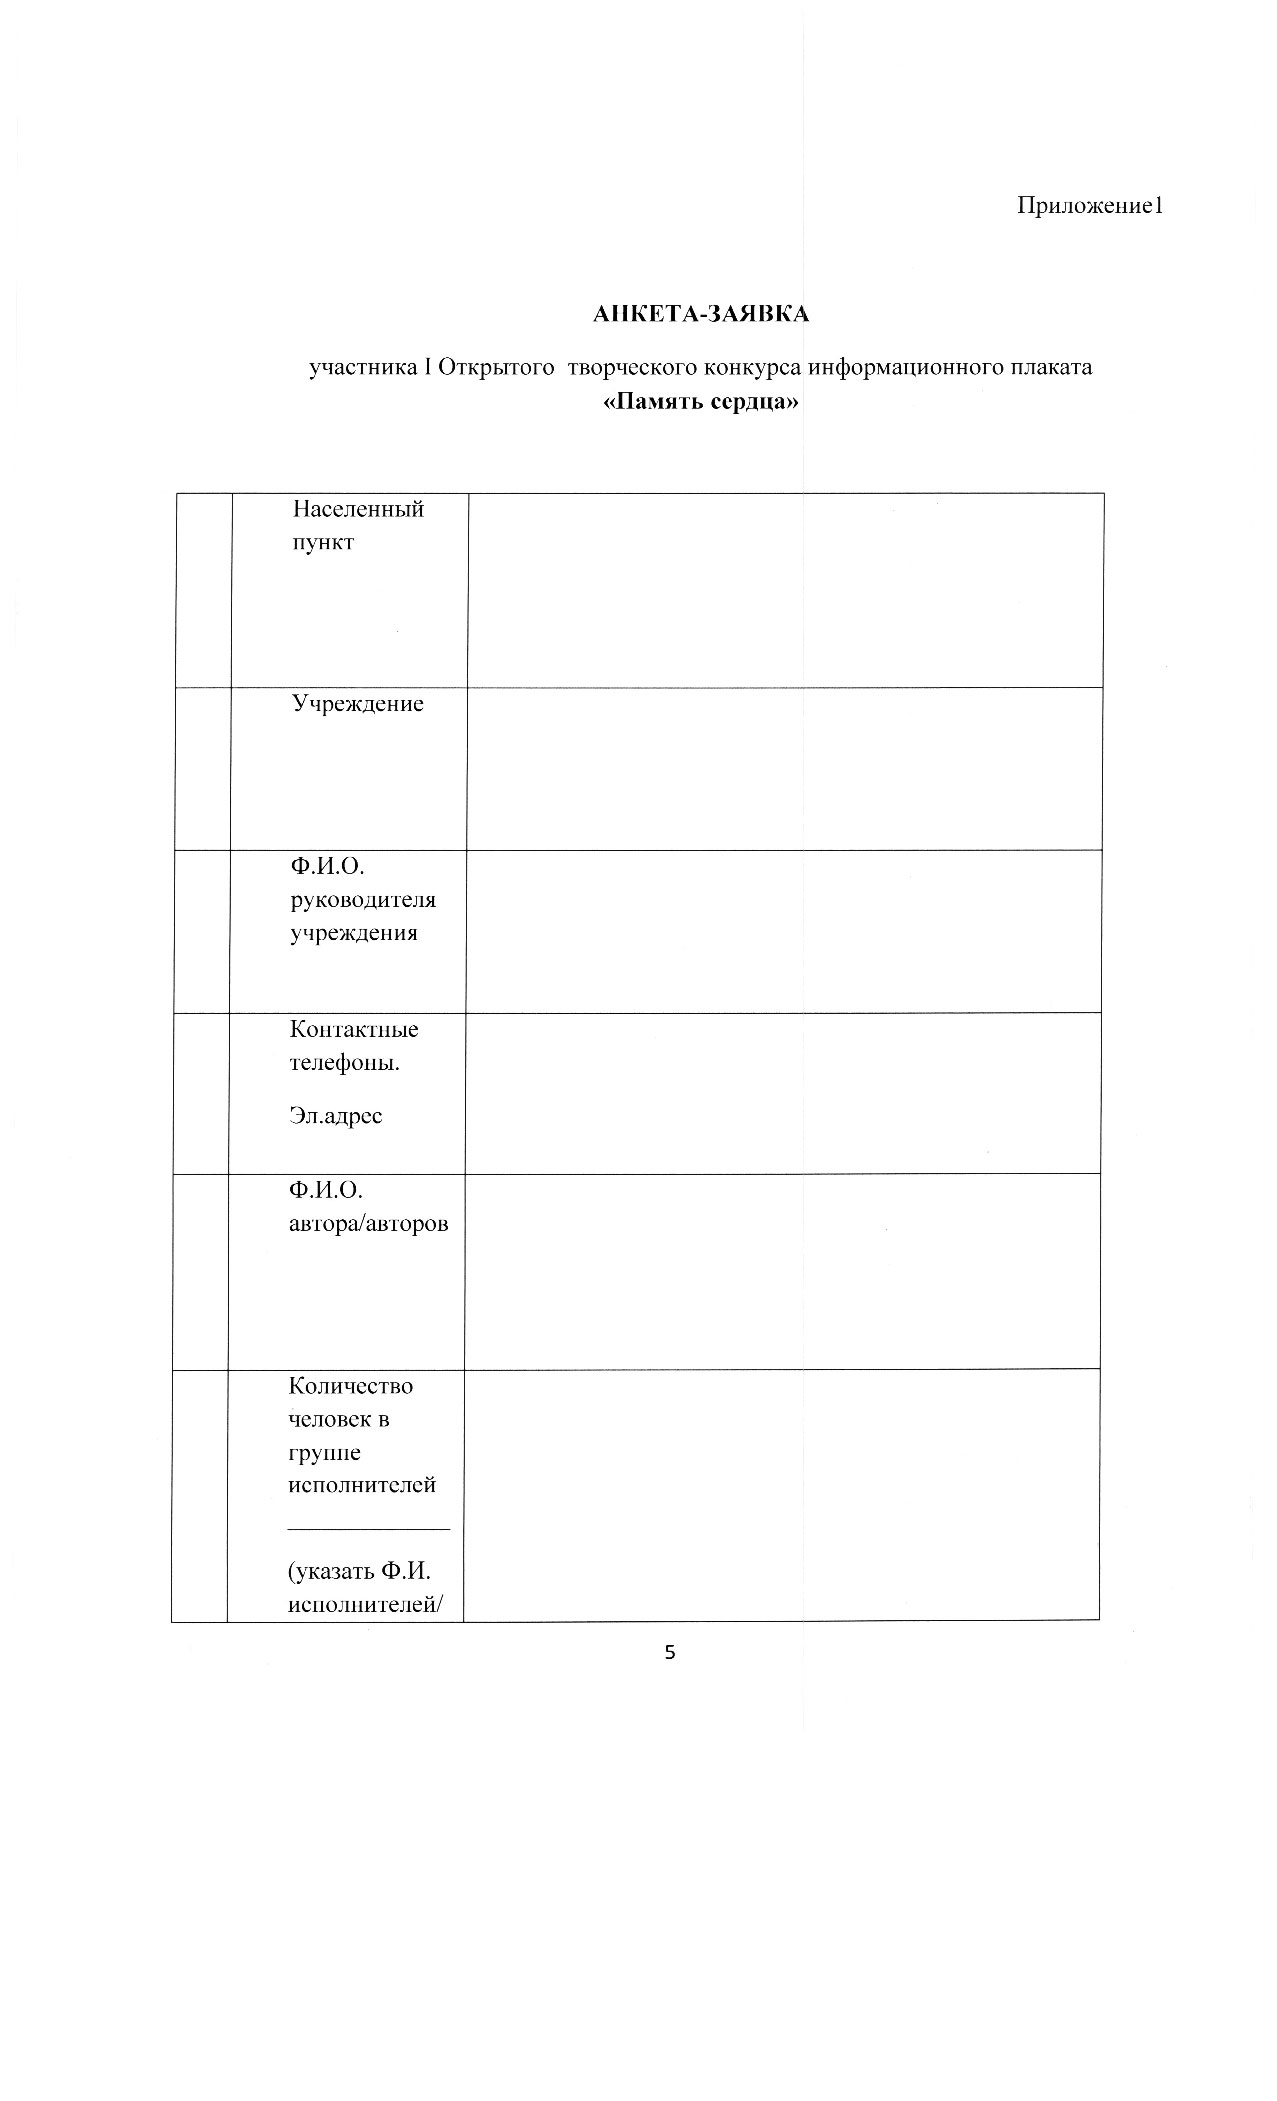 Приложение1
АНКЕТА-ЗАЯВКА
участника I Открытого творческого конкурса информационного плаката
«Память сердца»
Населенный
пункт
Учреждение
Ф.И.О.
руководителя
учреждения
Контактные
телефоны.
Эл.адрес
Ф.И.О.
автора/авторов
Количество
человек в
группе
исполнителей
_____________
(указать Ф.И.
исполнителей/
5